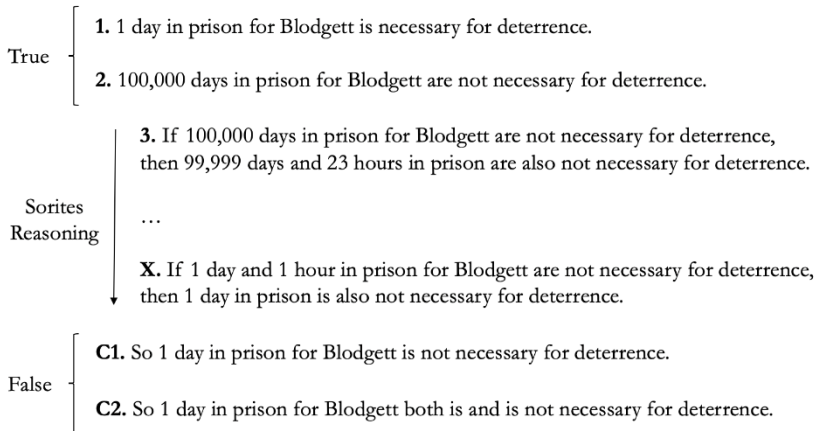 True
1. 1 day in prison for Blodgett is necessary for deterrence.
2. 100,000 days in prison for Blodgett are not necessary for deterrence.
Sorites
Reasoning
3. If 100,000 days in prison for Blodgett are not necessary for deterrence,
then 99,999 days and 23 hours in prison are also not necessary for deterrence.
…
X. If 1 day and 1 hour in prison for Blodgett are not necessary for deterrence,
then 1 day in prison is also not necessary for deterrence.
False
C1. So 1 day in prison for Blodgett is not necessary for deterrence.
C2. So 1 day in prison for Blodgett both is and is not necessary for deterrence.